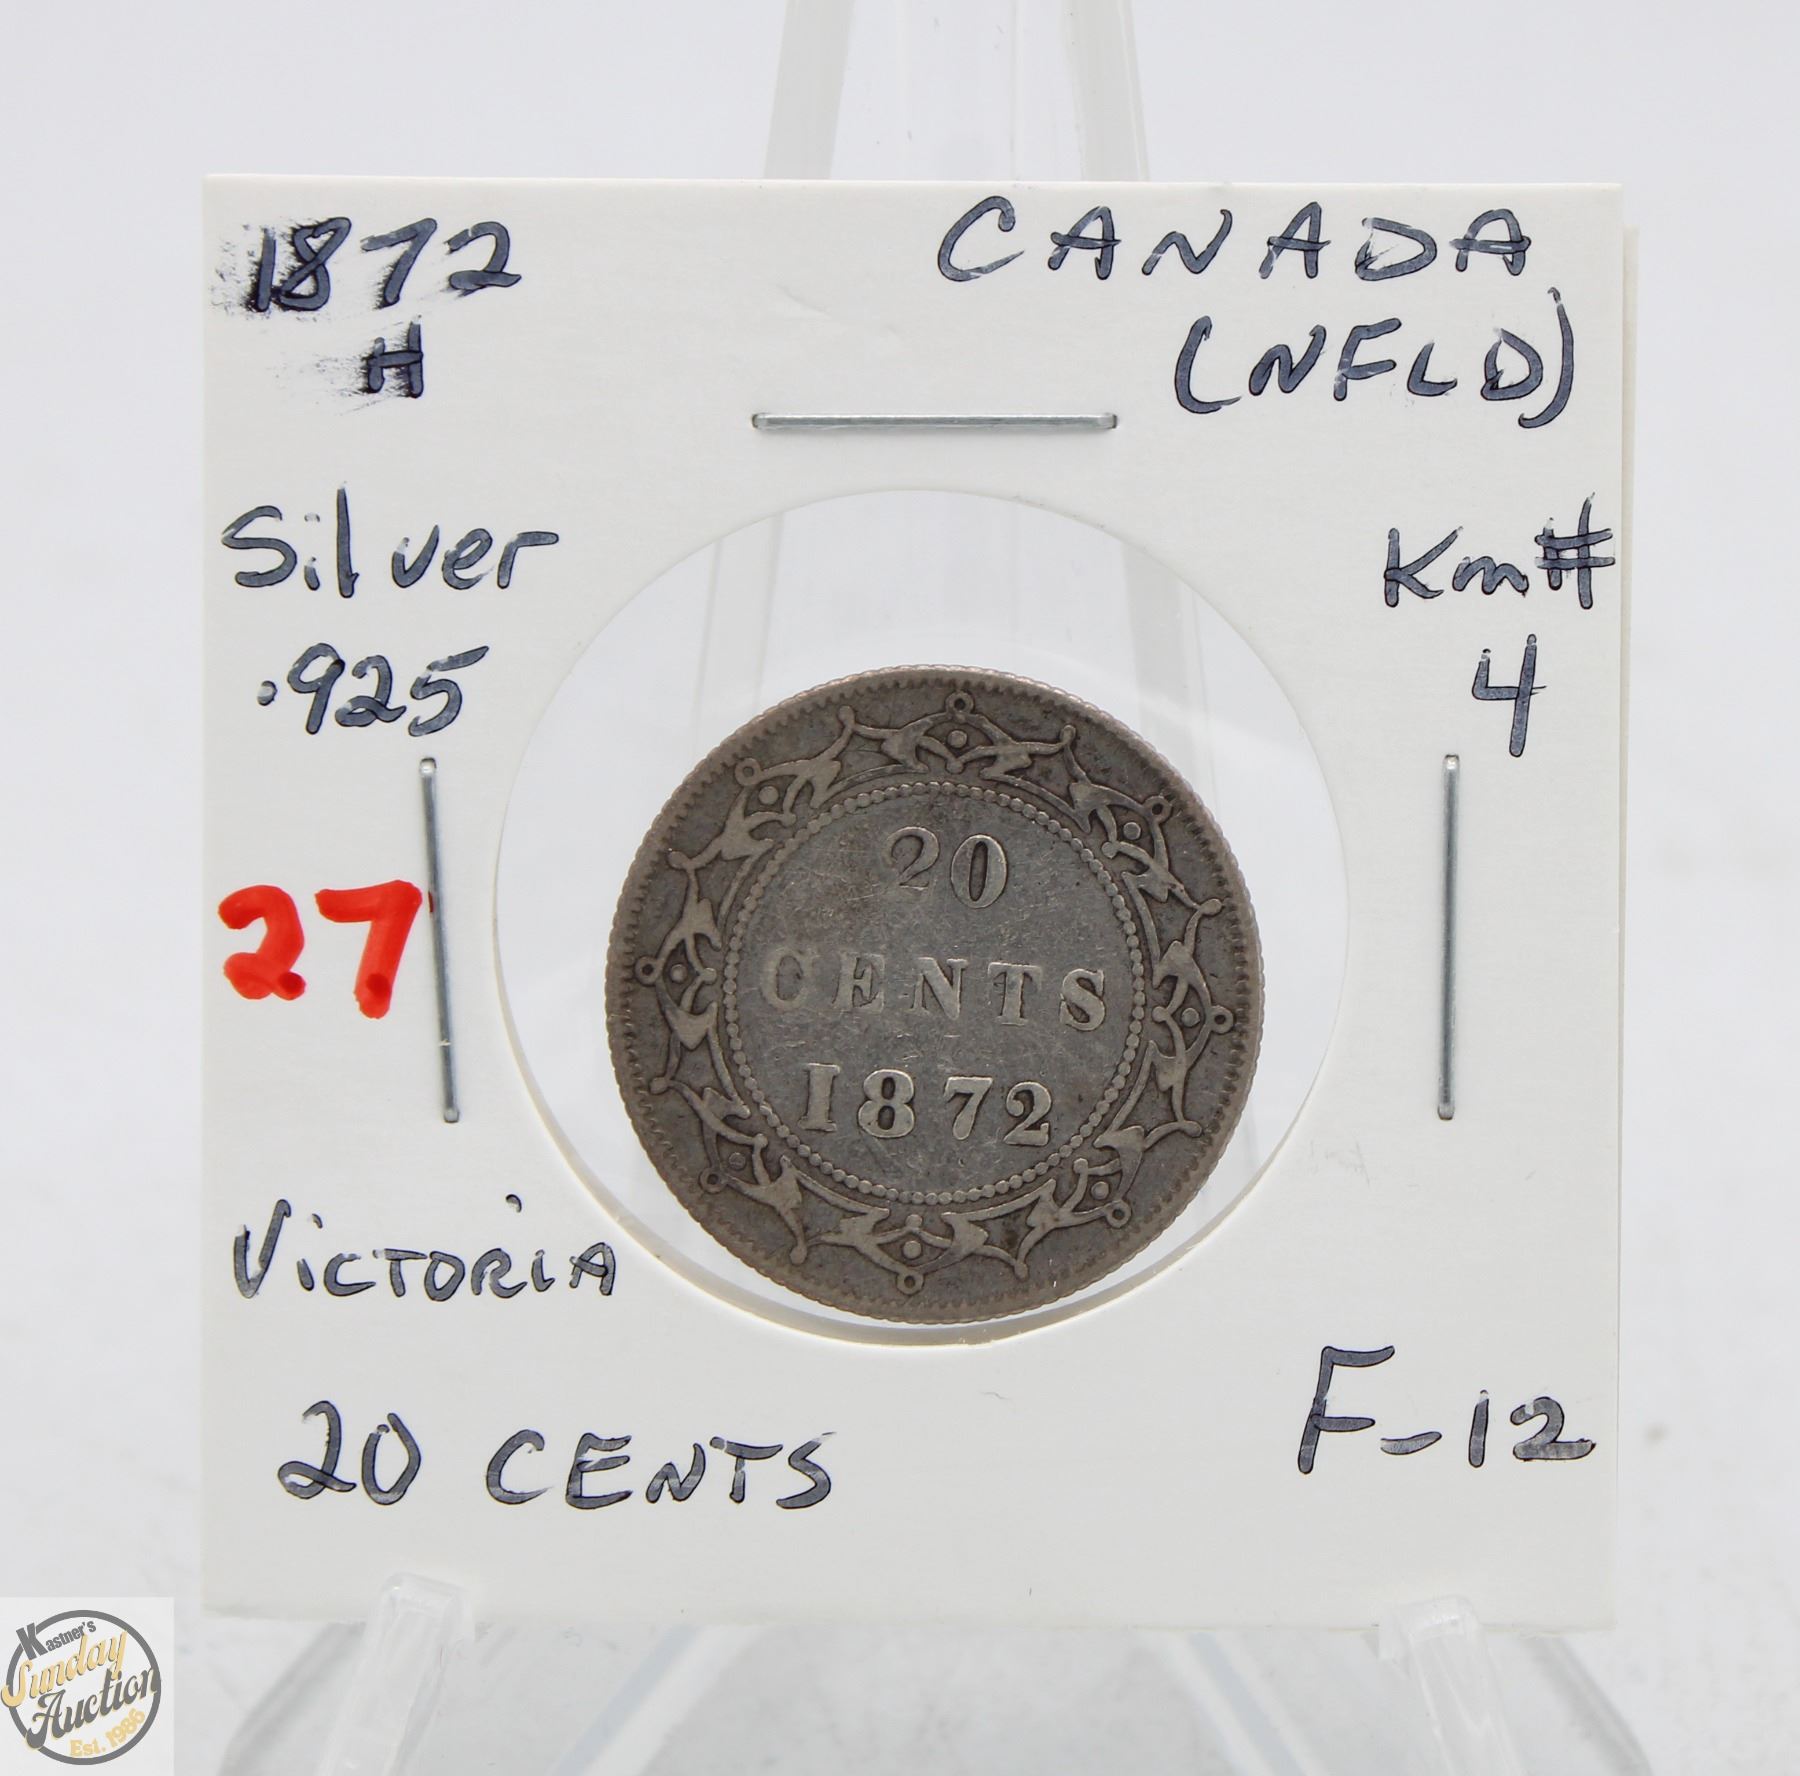 1872
H
CANADA
(NFLD)
Silver
.925
Km#
4
27
20
CENTS
1872
VICTORIA
20 CENTS
F-12
Kastner's
Sunday
Auction
Est. 1986